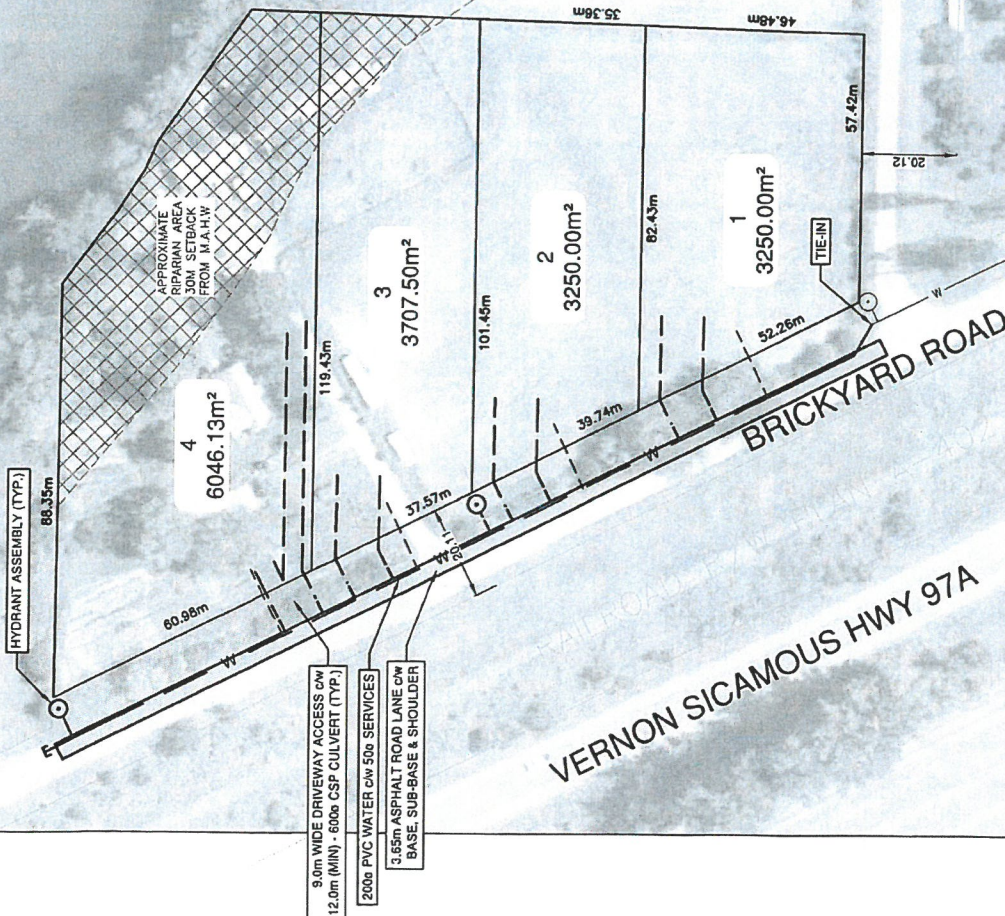 35.36m
46.48m
57.42m
20.12
APPROXIMATE
RIPARIAN AREA
30M SETBACK
FROM M.A.H.W
4
6046.13m²
3
3707.50m²
2
3250.00m²
1
3250.00m²
119.43m
101.45m
82.43m
88.35m
HYDRANT ASSEMBLY (TYP.)
TIE-IN
60.98m
37.57m
39.74m
52.26m
20.11
W
W
W
W
W
E
BRICKYARD ROAD
VERNON SICAMOUS HWY 97A
9.0m WIDE DRIVEWAY ACCESS c/w
12.0m (MIN) - 600ø CSP CULVERT (TYP.)
200ø PVC WATER c/w 50ø SERVICES
3.65m ASPHALT ROAD LANE c/w
BASE, SUB-BASE & SHOULDER